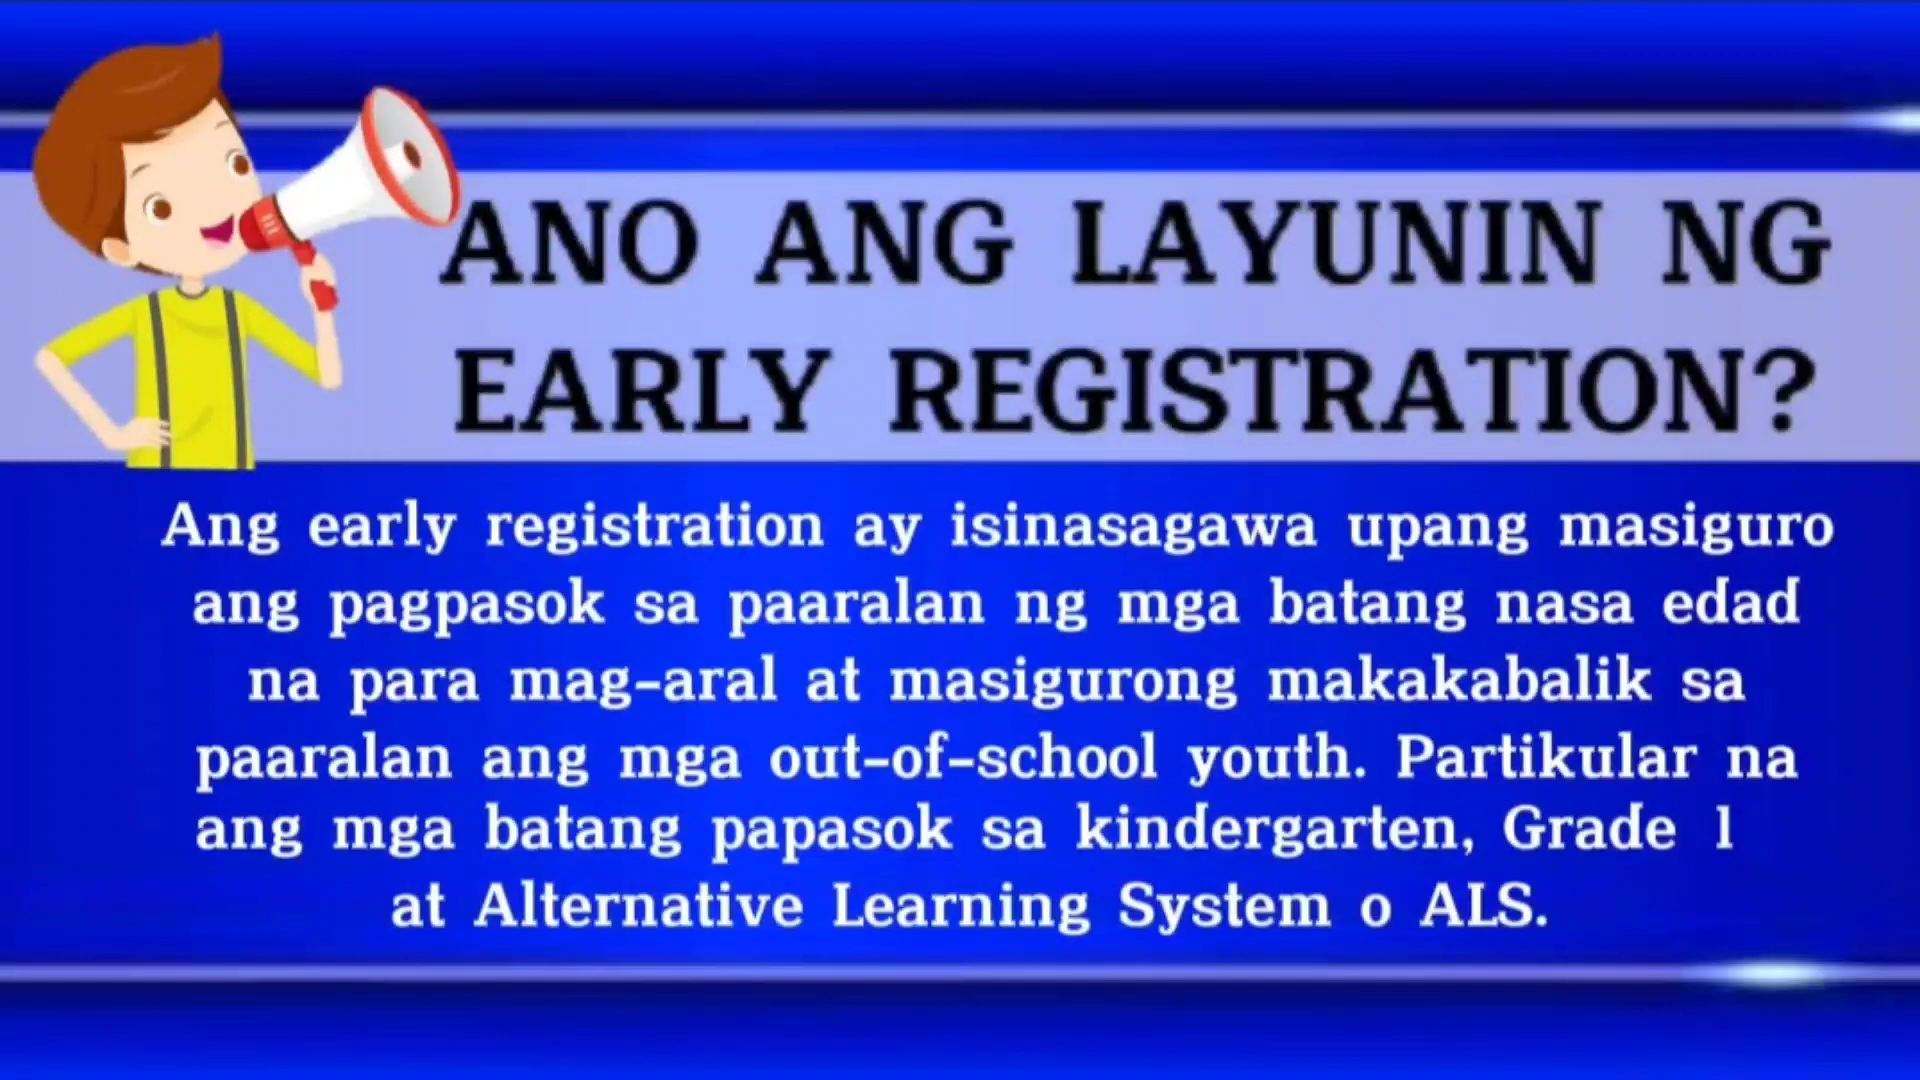 ANO ANG LAYUNIN NG
EARLY REGISTRATION?
Ang early registration ay isinasagawa upang masiguro
ang pagpasok sa paaralan ng mga batang nasa edad
na para mag-aral at masigurong makakabalik sa
paaralan ang mga out-of-school youth. Partikular na
ang mga batang papasok sa kindergarten, Grade 1
at Alternative Learning System o ALS.